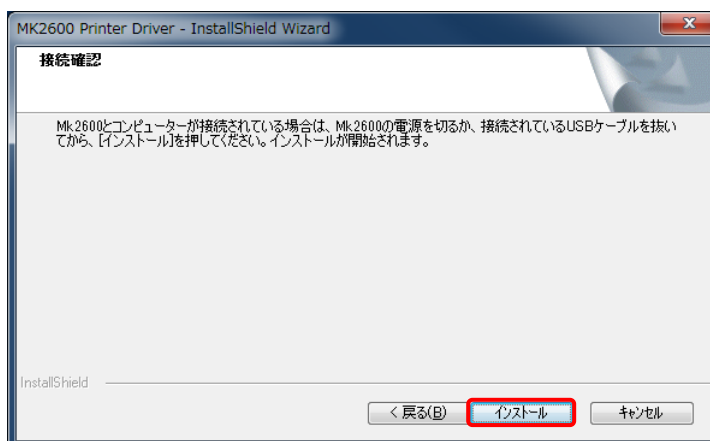 MK2600 Printer Driver - InstallShield Wizard
接続確認
Mk2600とコンピューターが接続されている場合は、Mk2600の電源を切るか、接続されているUSBケーブルを抜い
てから、[インストール]を押してください。インストールが開始されます。
InstallShield
< 戻る(B)
インストール
キャンセル